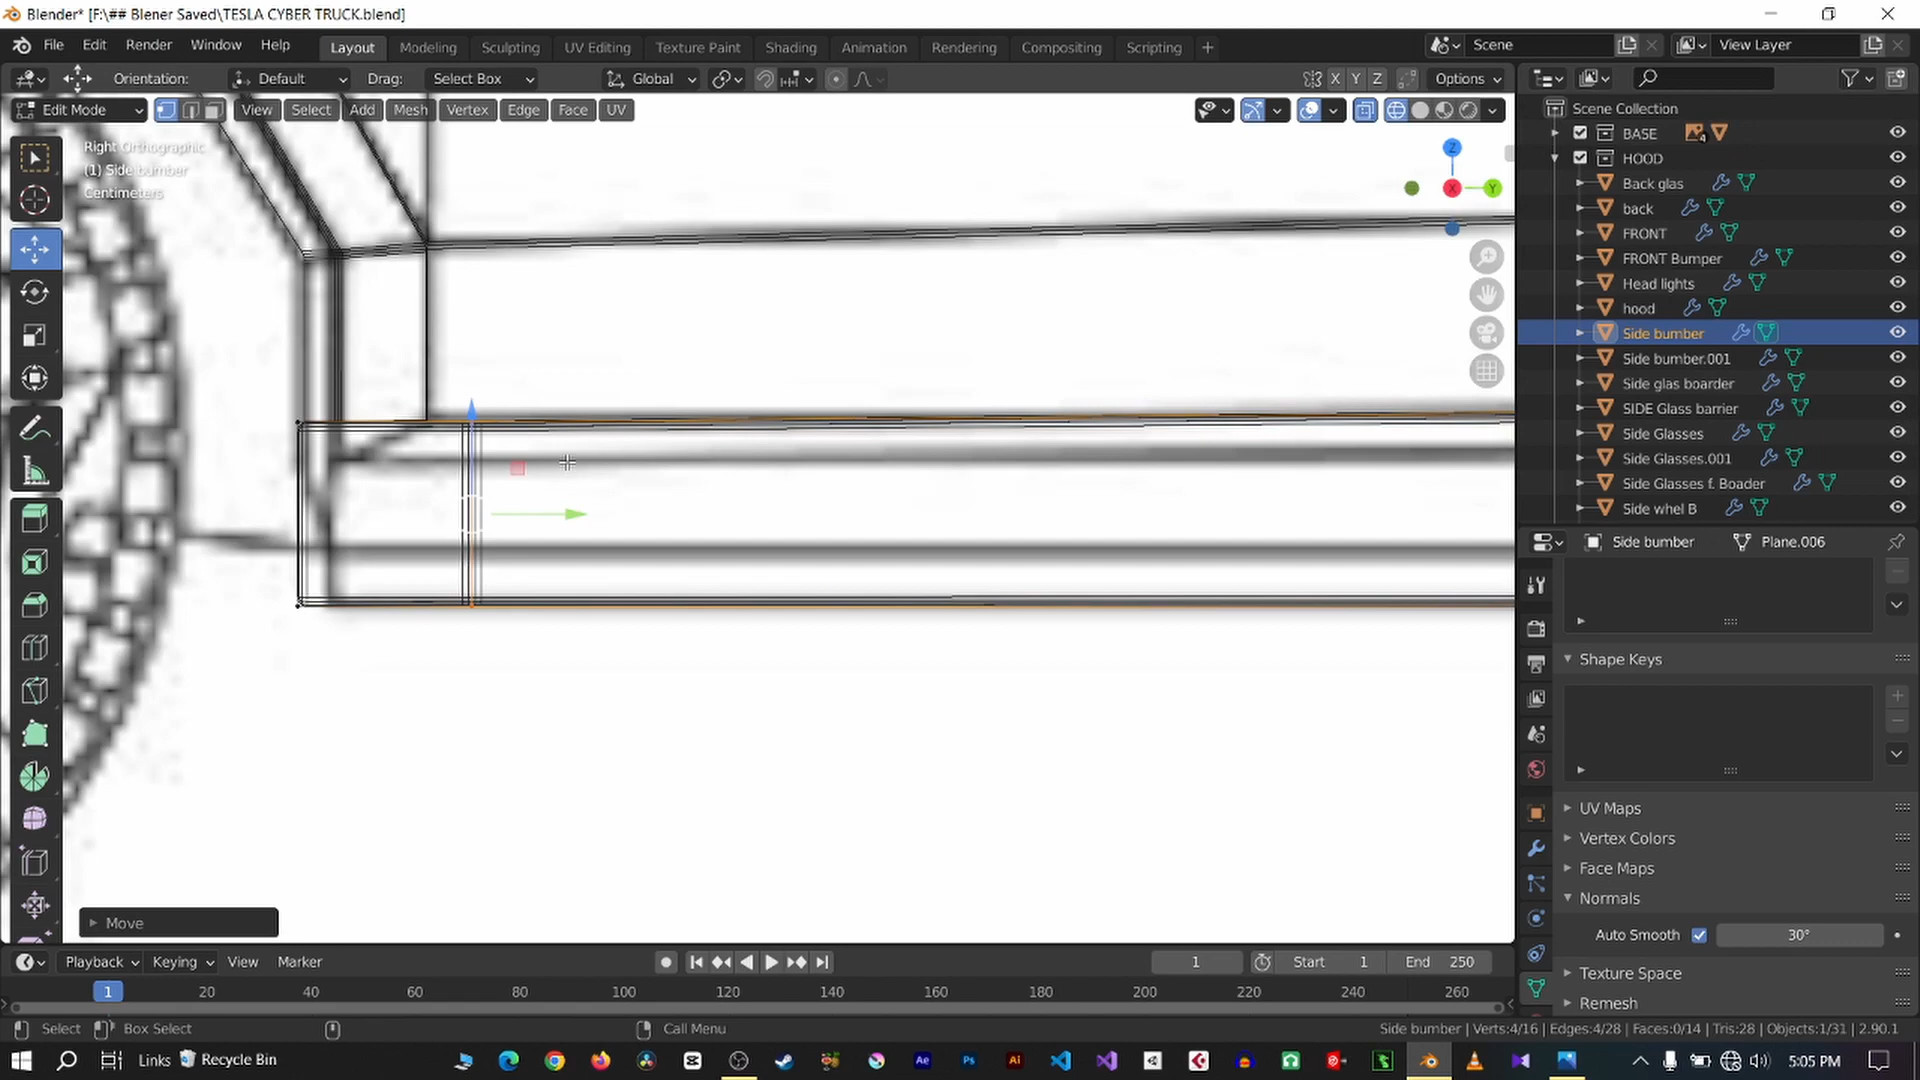 Blender* [F:\## Blener Saved\TESLA CYBER TRUCK.blend]
File Edit Render Window Help Layout Modeling Sculpting UV Editing Texture Paint Shading Animation Rendering Compositing Scripting + Scene View Layer
Orientation: Default Drag: Select Box Global X Y Z Options
Edit Mode View Select Add Mesh Vertex Edge Face UV
Right Orthographic
(1) Side bumber
Centimeters
Z
X
Y
Scene Collection
BASE 4
HOOD
Back glas
back
FRONT
FRONT Bumper
Head lights
hood
Side bumber
Side bumber.001
Side glas boarder
SIDE Glass barrier
Side Glasses
Side Glasses.001
Side Glasses f. Boader
Side whel B
Side bumber Plane.006
Shape Keys
UV Maps
Vertex Colors
Face Maps
Normals
Auto Smooth 30°
Texture Space
Remesh
Move
Playback Keying View Marker 1 Start 1 End 250
1 20 40 60 80 100 120 140 160 180 200 220 240 260
Select Box Select Call Menu Side bumber | Verts:4/16 | Edges:4/28 | Faces:0/14 | Tris:28 | Objects:1/31 | 2.90.1
Links Recycle Bin Ae Ps Ai 5:05 PM